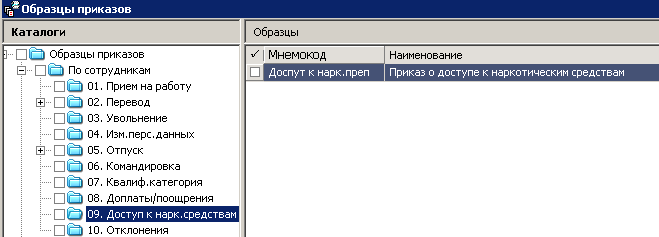 Образцы приказов
Каталоги
Образцы
Образцы приказов
По сотрудникам
01. Прием на работу
02. Перевод
03. Увольнение
04. Изм.перс.данных
05. Отпуск
06. Командировка
07. Квалиф.категория
08. Доплаты/поощрения
09. Доступ к нарк.средствам
10. Отклонения
Мнемокод Наименование
Доспут к нарк.преп Приказ о доступе к наркотическим средствам